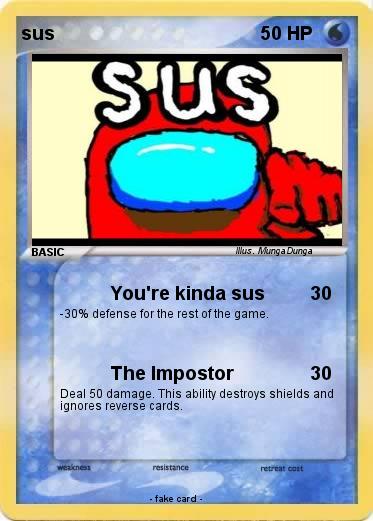 sus 50 HP
sus
BASIC Illus. MungaDunga
You're kinda sus 30
-30% defense for the rest of the game.
The Impostor 30
Deal 50 damage. This ability destroys shields and
ignores reverse cards.
weakness resistance retreat cost
- fake card -